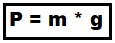 P = m * g